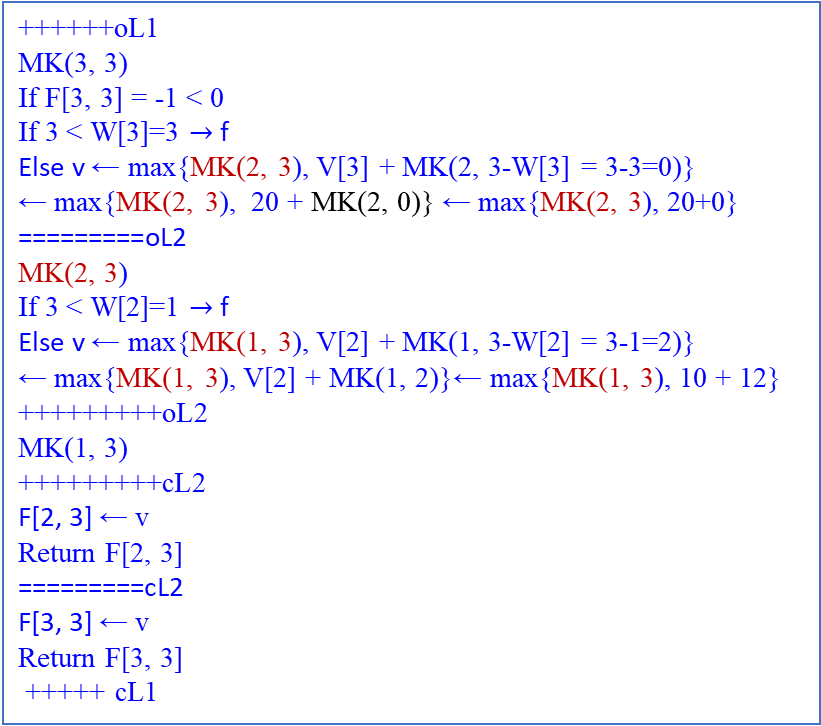 ++++++oL1
MK(3, 3)
If F[3, 3] = -1 < 0
If 3 < W[3]=3 → f
Else v ← max{MK(2, 3), V[3] + MK(2, 3-W[3] = 3-3=0)}
← max{MK(2, 3),  20 + MK(2, 0)} ← max{MK(2, 3), 20+0}
=========oL2
MK(2, 3)
If 3 < W[2]=1 → f
Else v ← max{MK(1, 3), V[2] + MK(1, 3-W[2] = 3-1=2)}
← max{MK(1, 3), V[2] + MK(1, 2)}← max{MK(1, 3), 10 + 12}
+++++++++oL2
MK(1, 3)
+++++++++cL2
F[2, 3] ← v
Return F[2, 3]
=========cL2
F[3, 3] ← v
Return F[3, 3]
+++++ cL1